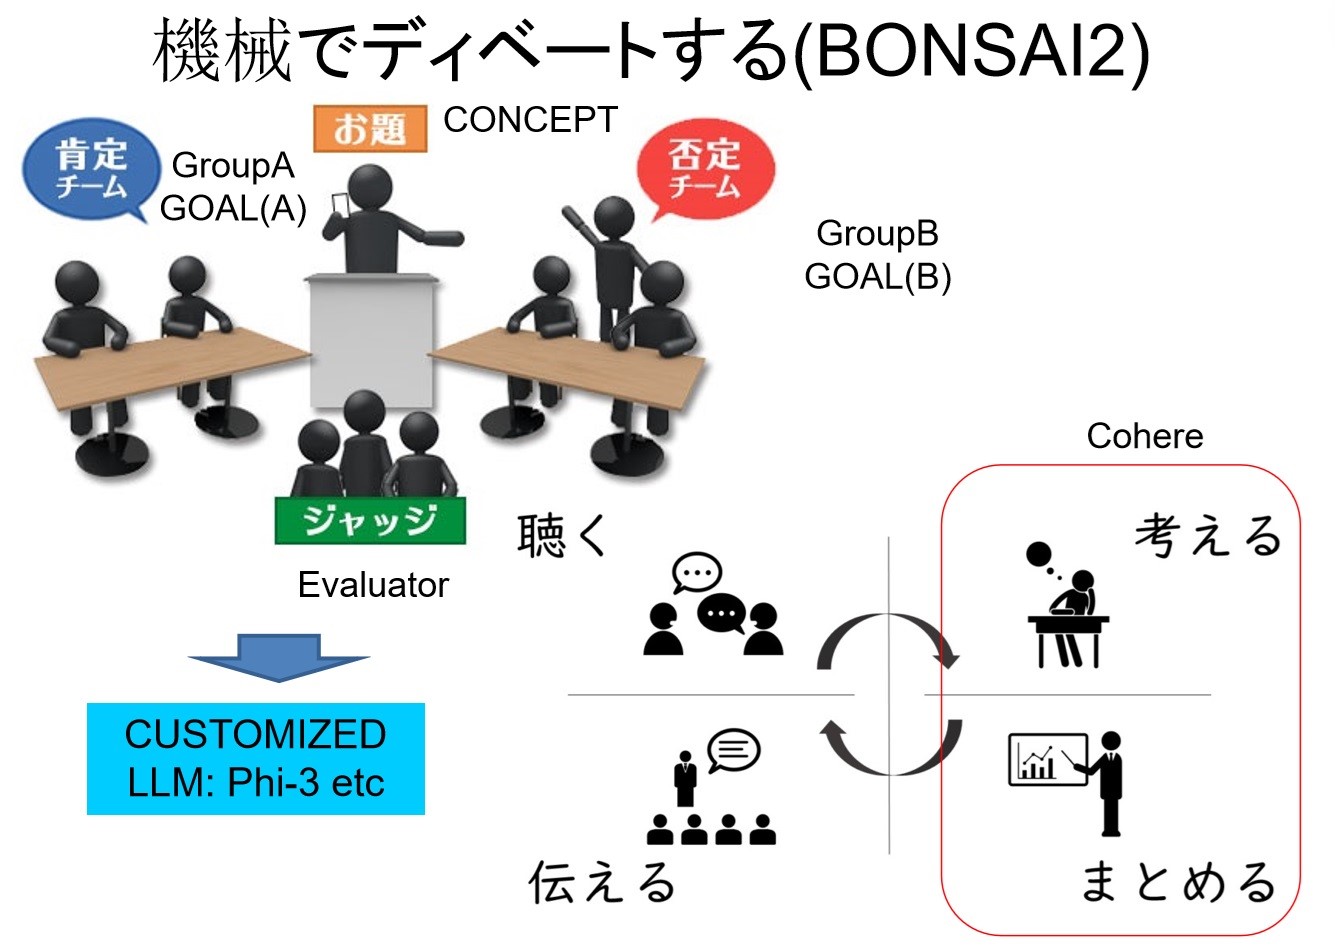 機械でディベートする(BONSAI2)
お題
CONCEPT
肯定
チーム
GroupA
GOAL(A)
否定
チーム
GroupB
GOAL(B)
ジャッジ
Evaluator
CUSTOMIZED
LLM: Phi-3 etc
Cohere
聴く
考える
伝える
まとめる